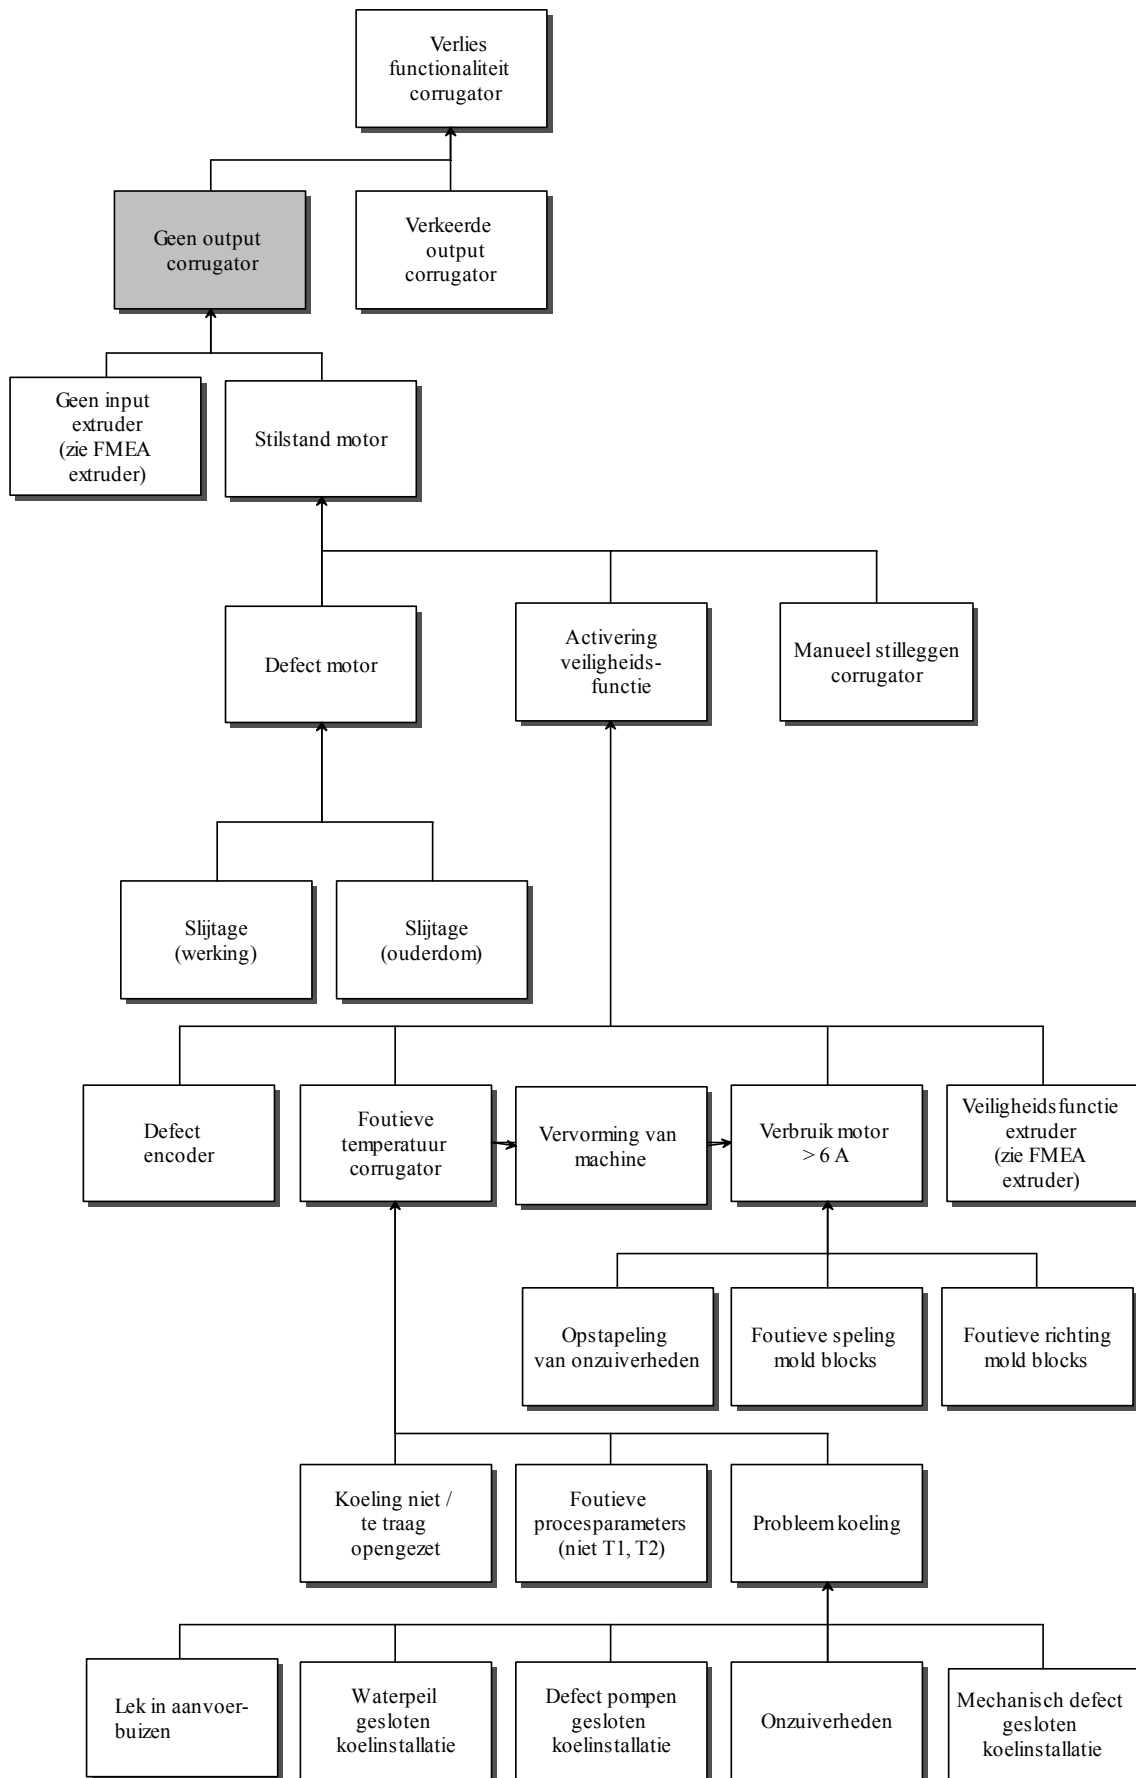 Verlies
functionaliteit
corrugator
Geen output
corrugator
Verkeerde
output
corrugator
Geen input
extruder
(zie FMEA
extruder)
Stilstand motor
Defect motor
Activering
veiligheids-
functie
Manueel stilleggen
corrugator
Slijtage
(werking)
Slijtage
(ouderdom)
Defect
encoder
Foutieve
temperatuur
corrugator
Vervorming van
machine
Verbruik motor
> 6 A
Veiligheidsfunctie
extruder
(zie FMEA
extruder)
Opstapeling
van onzuiverheden
Foutieve speling
mold blocks
Foutieve richting
mold blocks
Koeling niet /
te traag
opengezet
Foutieve
procesparameters
(niet T1, T2)
Probleem koeling
Lek in aanvoer-
buizen
Waterpeil
gesloten
koelinstallatie
Defect pompen
gesloten
koelinstallatie
Onzuiverheden
Mechanisch defect
gesloten
koelinstallatie